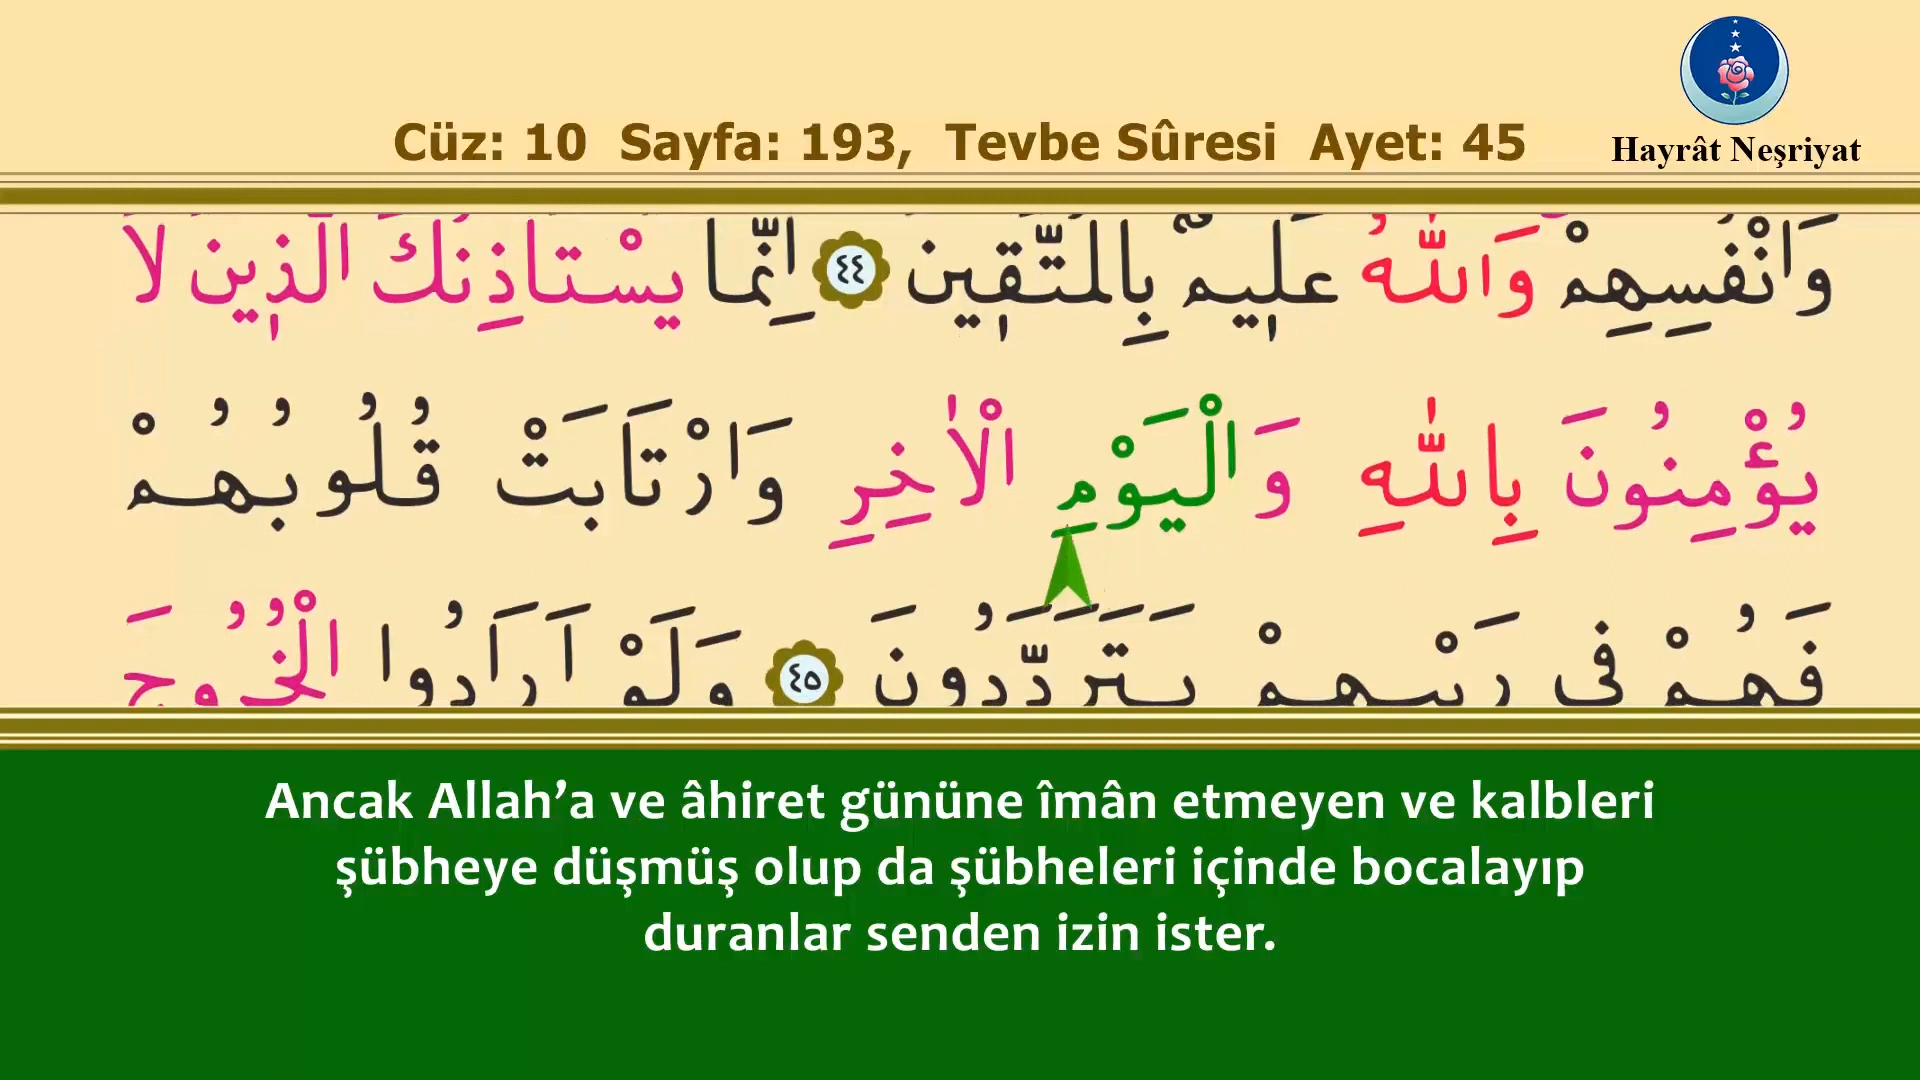 Cüz: 10 Sayfa: 193, Tevbe Sûresi Ayet: 45
Hayrât Neşriyat
وَاَنْفُسِهِمْ وَاللّٰهُ عَلٖيمٌ بِالْمُتَّقٖينَ ﴿٤٤﴾ اِنَّمَا يَسْتَاْذِنُكَ الَّذٖينَ لَا
يُؤْمِنُونَ بِاللّٰهِ وَالْيَوْمِ الْاٰخِرِ وَارْتَابَتْ قُلُوبُهُمْ
فَهُمْ فٖى رَيْبِهِمْ يَتَرَدَّدُونَ ﴿٤٥﴾ وَلَوْ اَرَادُوا الْخُرُوجَ
Ancak Allah’a ve âhiret gününe îmân etmeyen ve kalbleri
şübheye düşmüş olup da şübheleri içinde bocalayıp
duranlar senden izin ister.